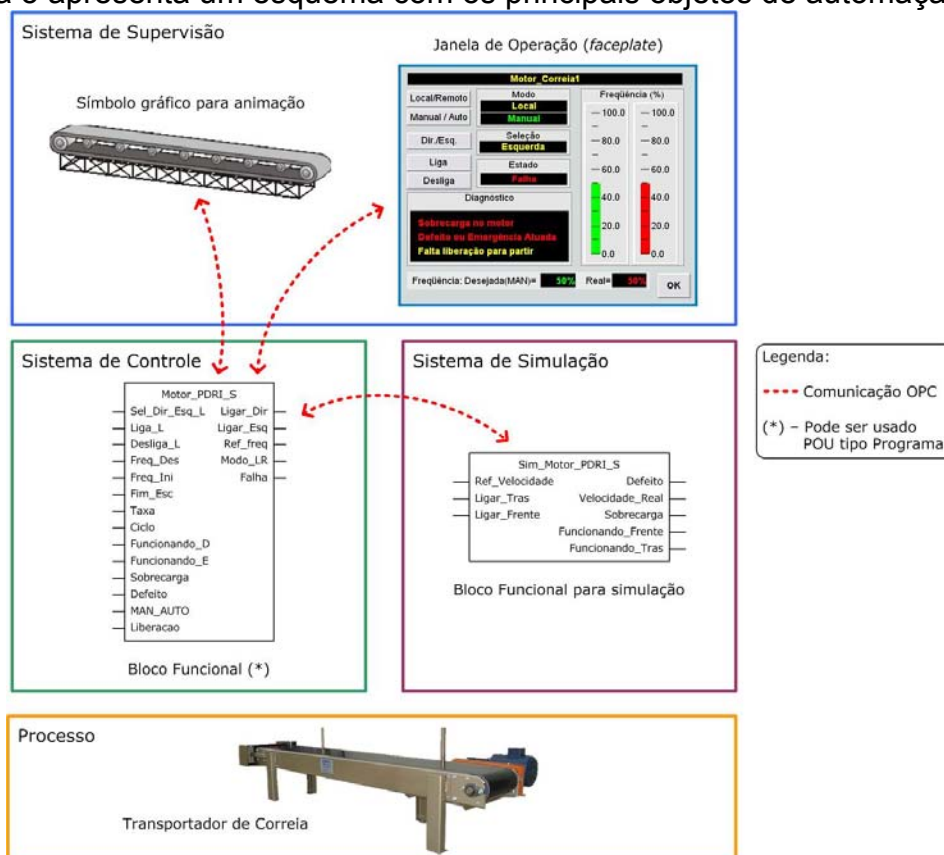 a o apresenta um esquema com os principais objetos de automaçã
Sistema de Supervisão
Janela de Operação (faceplate)
Símbolo gráfico para animação
Motor_Correia1
Local/Remoto
Manual / Auto
Dir./Esq.
Liga
Desliga
Modo
Local
Manual
Seleção
Esquerda
Estado
Falha
Freqüência (%)
100.0 100.0
80.0 80.0
60.0 60.0
40.0 40.0
20.0 20.0
0.0 0.0
Diagnóstico
Sobrecarga no motor
Defeito ou Emergência Atuada
Falta liberação para partir
Freqüência: Desejada(MAN)= 50% Real= 50%
OK
Sistema de Controle
Motor_PDRI_S
Sel_Dir_Esq_L Ligar_Dir
Liga_L Ligar_Esq
Desliga_L Ref_freq
Freq_Des Modo_LR
Freq_Ini Falha
Fim_Esc
Taxa
Ciclo
Funcionando_D
Funcionando_E
Sobrecarga
Defeito
MAN_AUTO
Liberacao
Bloco Funcional (*)
Sistema de Simulação
Sim_Motor_PDRI_S
Ref_Velocidade Defeito
Ligar_Tras Velocidade_Real
Ligar_Frente Sobrecarga
Funcionando_Frente
Funcionando_Tras
Bloco Funcional para simulação
Legenda:
Comunicação OPC
(*) – Pode ser usado
POU tipo Programa
Processo
Transportador de Correia